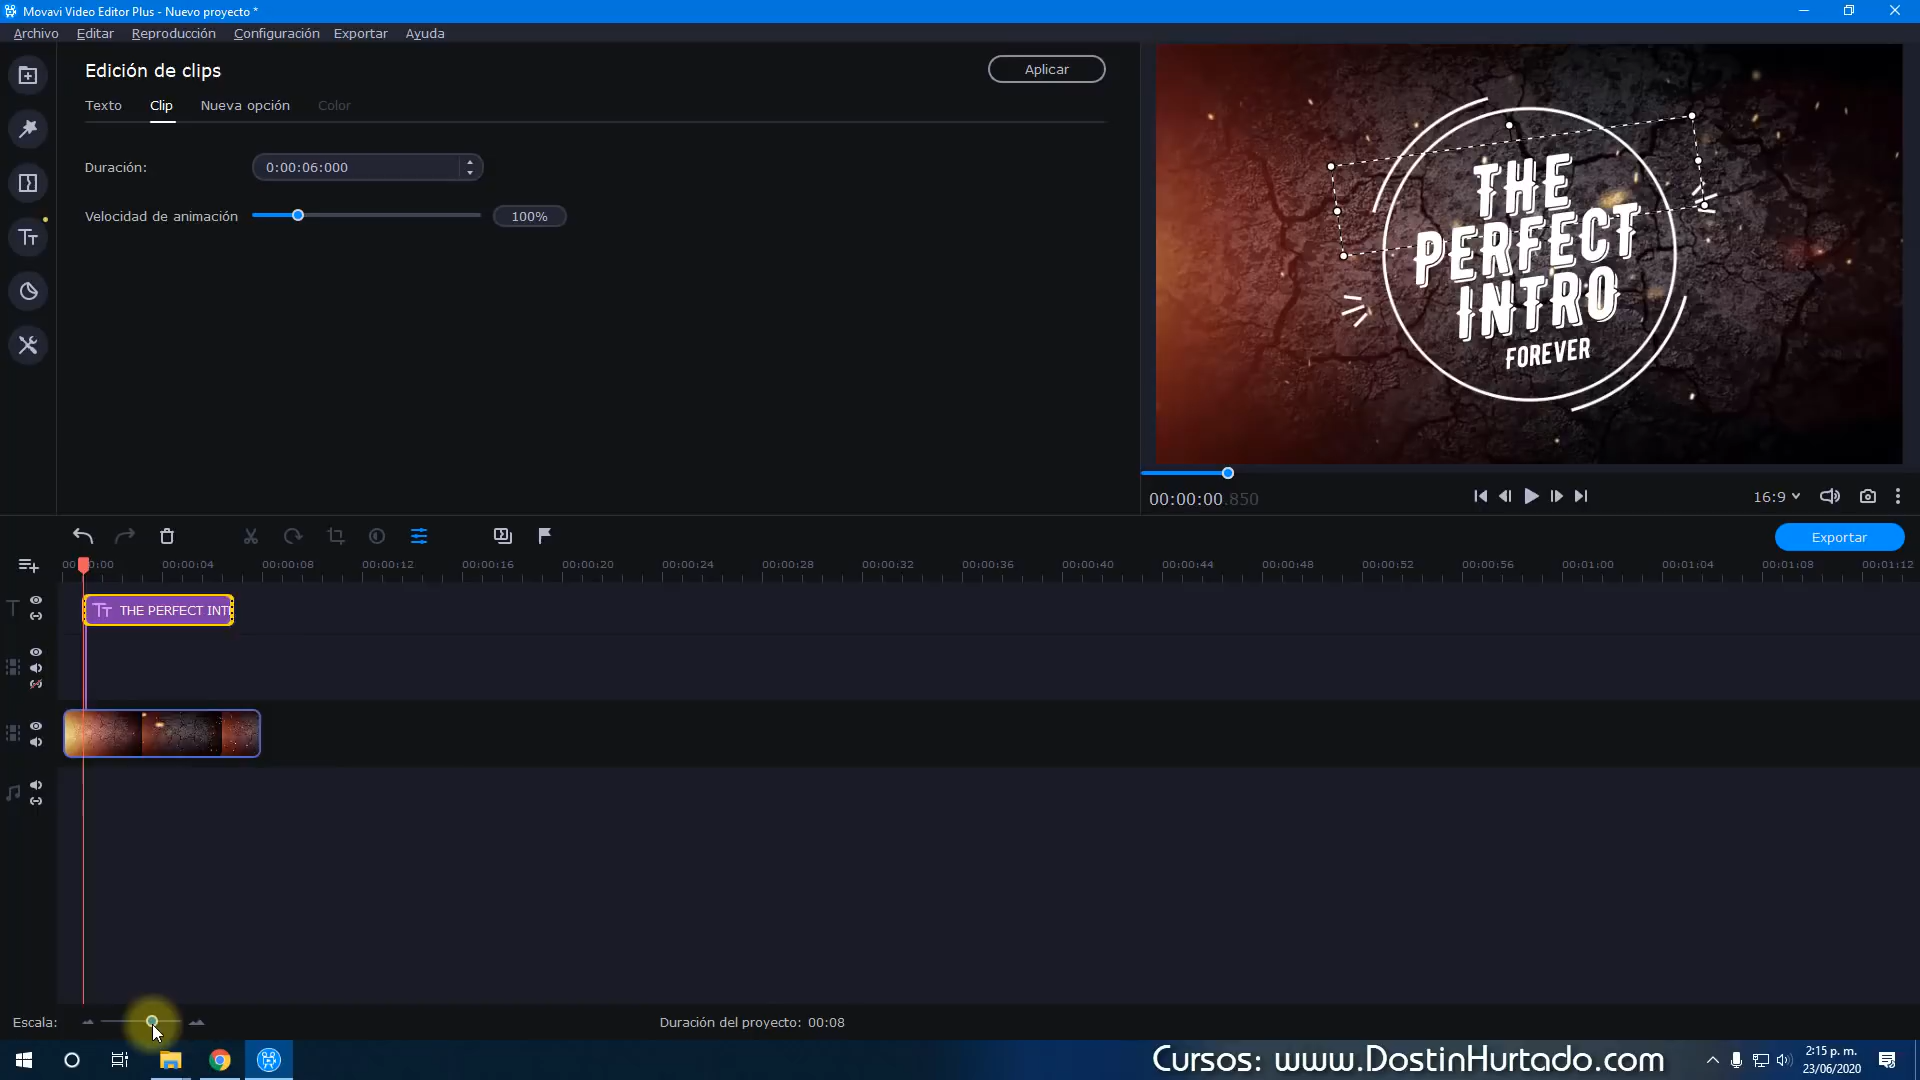 Movavi Video Editor Plus - Nuevo proyecto *
Archivo Editar Reproducción Configuración Exportar Ayuda
Edición de clips
Aplicar
Texto Clip Nueva opción Color
Duración: 0:00:06:000
Velocidad de animación 100%
THE
PERFECT
INTRO
FOREVER
00:00:00.850
16:9
Exportar
00:00:04 00:00:08 00:00:12 00:00:16 00:00:20 00:00:24 00:00:28 00:00:32 00:00:36 00:00:40 00:00:44 00:00:48 00:00:52 00:00:56 00:01:00 00:01:04 00:01:08 00:01:12
THE PERFECT INT
Escala:
Duración del proyecto: 00:08
Cursos: www.DostinHurtado.com
2:15 p. m.
23/06/2020